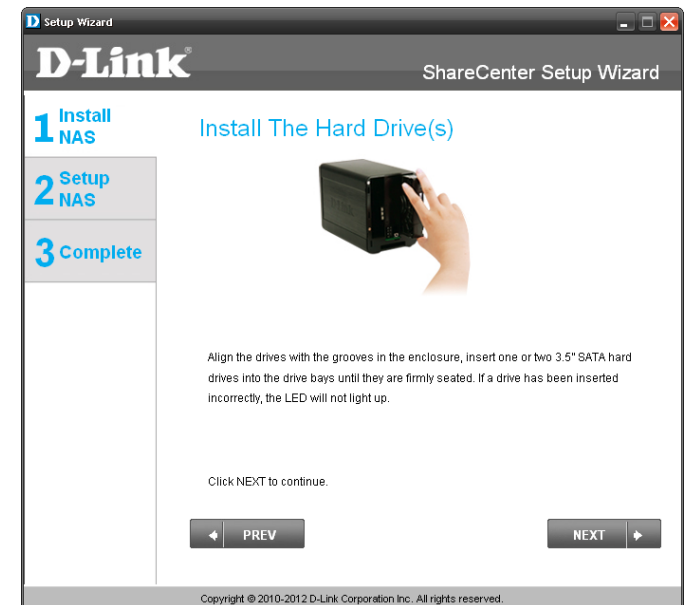 Setup Wizard
D-Link®
ShareCenter Setup Wizard
1 Install
NAS
2 Setup
NAS
3 Complete
Install The Hard Drive(s)
D-Link
Align the drives with the grooves in the enclosure, insert one or two 3.5" SATA hard
drives into the drive bays until they are firmly seated. If a drive has been inserted
incorrectly, the LED will not light up.
Click NEXT to continue.
PREV
NEXT
Copyright © 2010-2012 D-Link Corporation Inc. All rights reserved.